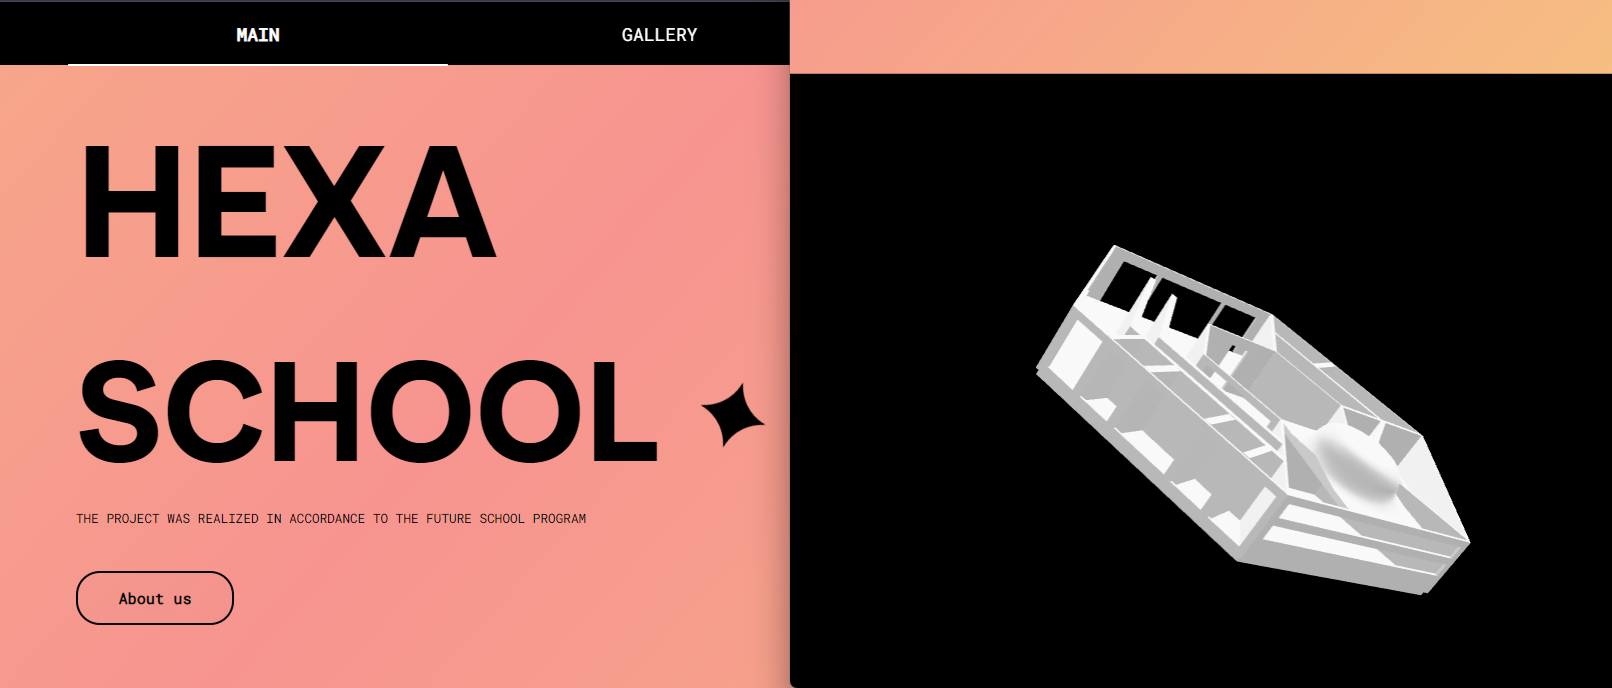 MAIN
GALLERY
HEXA
SCHOOL
THE PROJECT WAS REALIZED IN ACCORDANCE TO THE FUTURE SCHOOL PROGRAM
About us